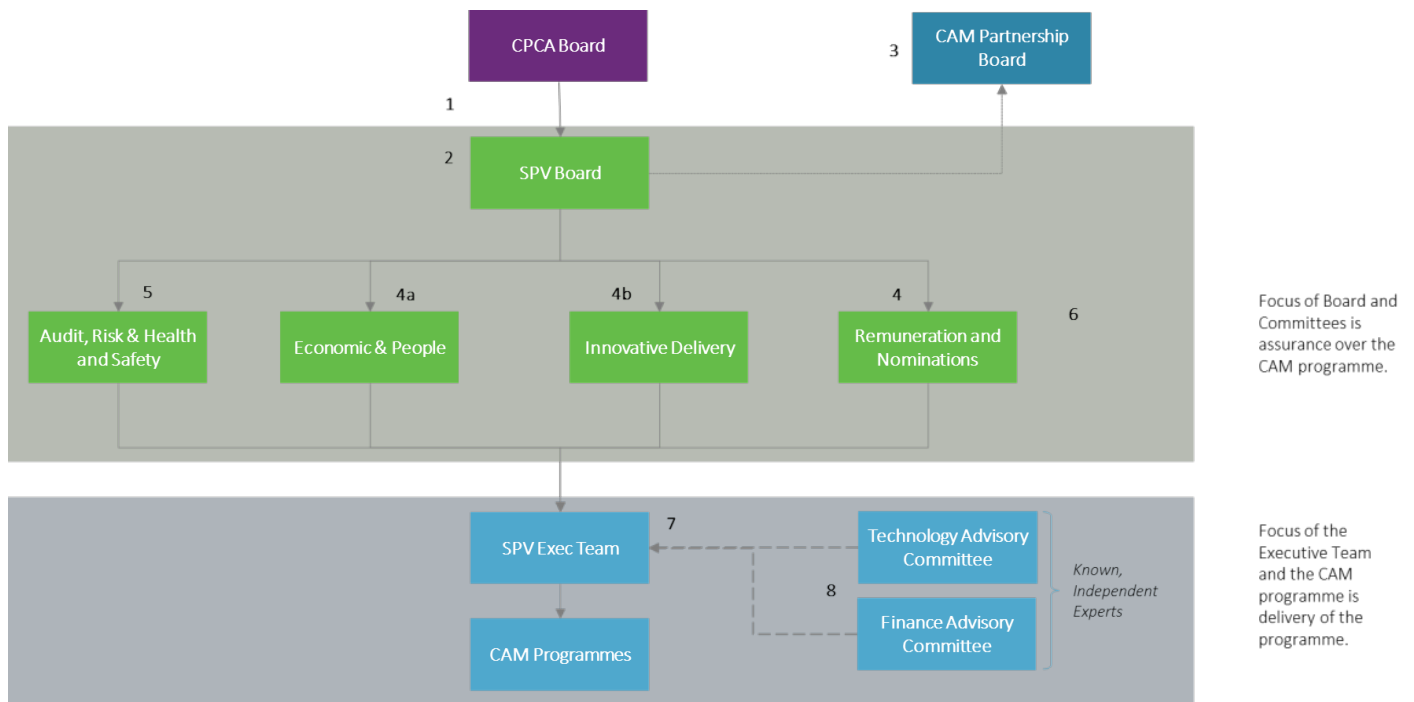 CPCA Board
3
CAM Partnership
Board
1
2
SPV Board
5
4a
4b
4
6
Audit, Risk & Health
and Safety
Economic & People
Innovative Delivery
Remuneration and
Nominations
Focus of Board and
Committees is
assurance over the
CAM programme.
7
SPV Exec Team
Technology Advisory
Committee
8
Known,
Independent
Experts
Finance Advisory
Committee
CAM Programmes
Focus of the
Executive Team
and the CAM
programme is
delivery of the
programme.